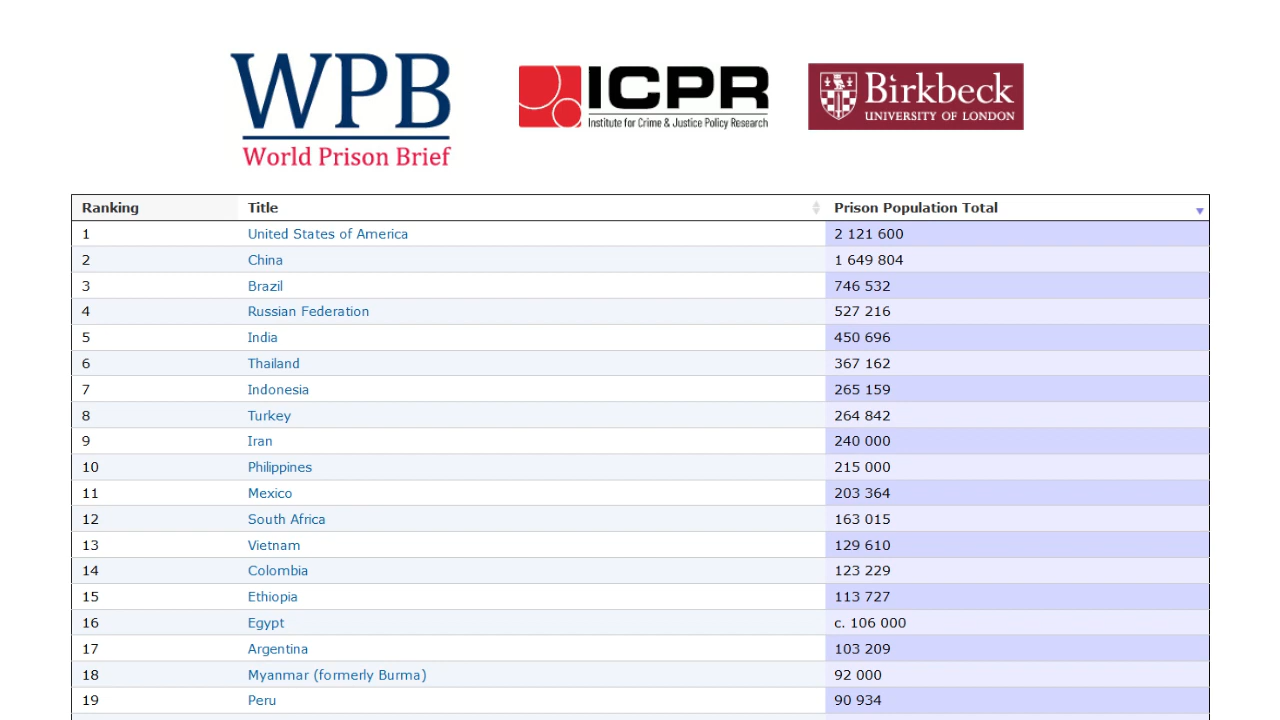 WPB
World Prison Brief
ICPR
Institute for Crime & Justice Policy Research
Birkbeck
UNIVERSITY OF LONDON
Ranking Title Prison Population Total
1 United States of America 2 121 600
2 China 1 649 804
3 Brazil 746 532
4 Russian Federation 527 216
5 India 450 696
6 Thailand 367 162
7 Indonesia 265 159
8 Turkey 264 842
9 Iran 240 000
10 Philippines 215 000
11 Mexico 203 364
12 South Africa 163 015
13 Vietnam 129 610
14 Colombia 123 229
15 Ethiopia 113 727
16 Egypt c. 106 000
17 Argentina 103 209
18 Myanmar (formerly Burma) 92 000
19 Peru 90 934